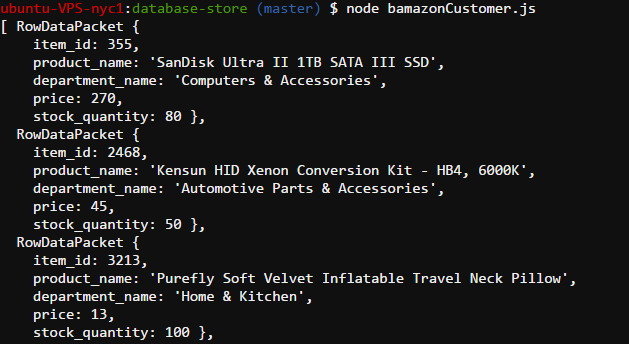 ubuntu-VPS-nyc1:database-store (master) $ node bamazonCustomer.js
[ RowDataPacket {
    item_id: 355,
    product_name: 'SanDisk Ultra II 1TB SATA III SSD',
    department_name: 'Computers & Accessories',
    price: 270,
    stock_quantity: 80 },
  RowDataPacket {
    item_id: 2468,
    product_name: 'Kensun HID Xenon Conversion Kit - HB4, 6000K',
    department_name: 'Automotive Parts & Accessories',
    price: 45,
    stock_quantity: 50 },
  RowDataPacket {
    item_id: 3213,
    product_name: 'Purefly Soft Velvet Inflatable Travel Neck Pillow',
    department_name: 'Home & Kitchen',
    price: 13,
    stock_quantity: 100 },